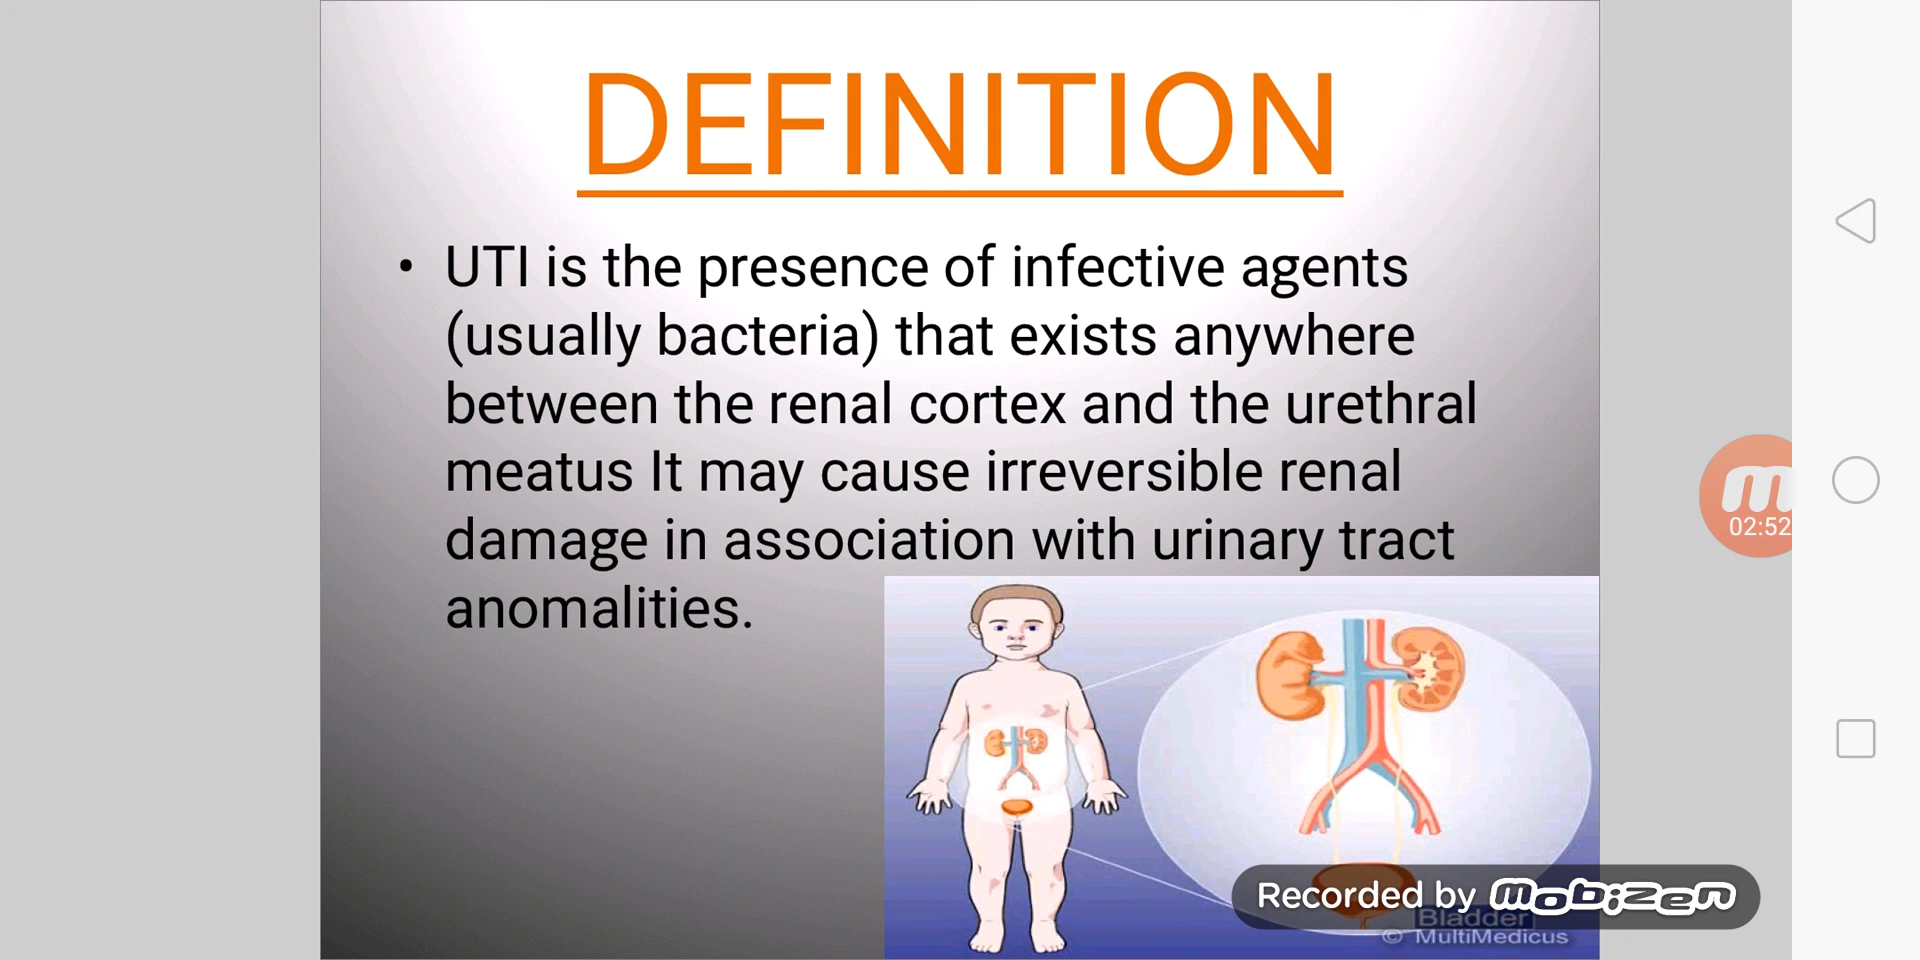 DEFINITION
• UTI is the presence of infective agents
(usually bacteria) that exists anywhere
between the renal cortex and the urethral
meatus It may cause irreversible renal
damage in association with urinary tract
anomalities.
m
02:52
Recorded by mobizen
Bladder
© MultiMedicus